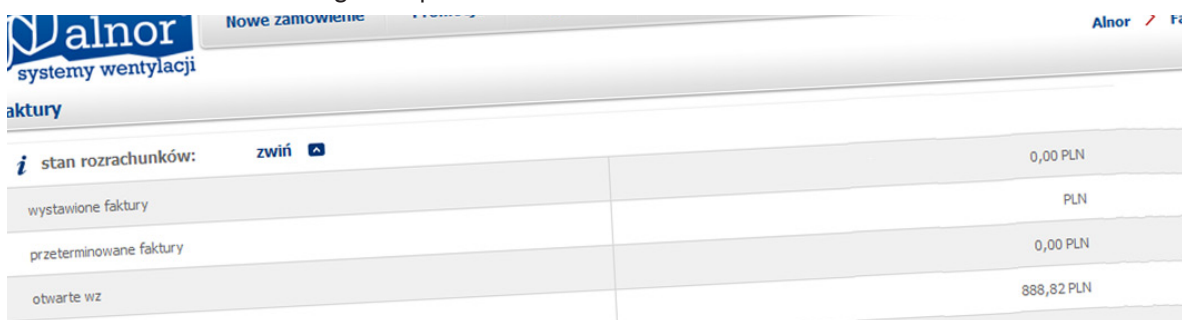 alnor
systemy wentylacji
Nowe zamówienie
Alnor
aktury
i stan rozrachunków: zwiń
wystawione faktury 0,00 PLN
przeterminowane faktury PLN
otwarte wz 0,00 PLN
888,82 PLN